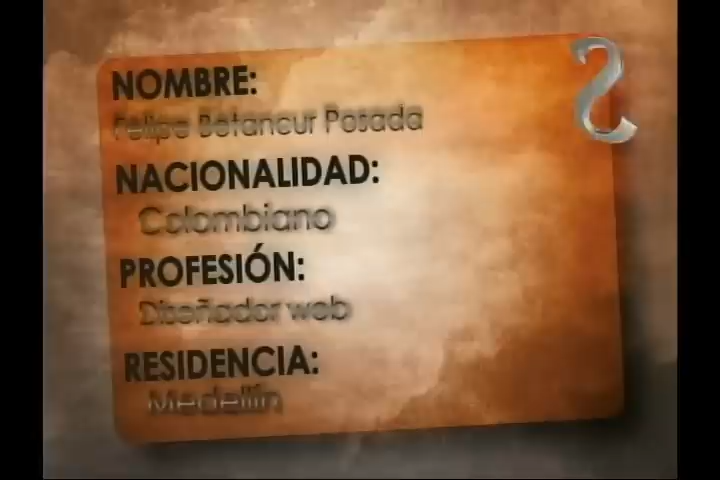 NOMBRE:
Felipe Betancur Posada
NACIONALIDAD:
Colombiano
PROFESIÓN:
Diseñador web
RESIDENCIA:
Medellín